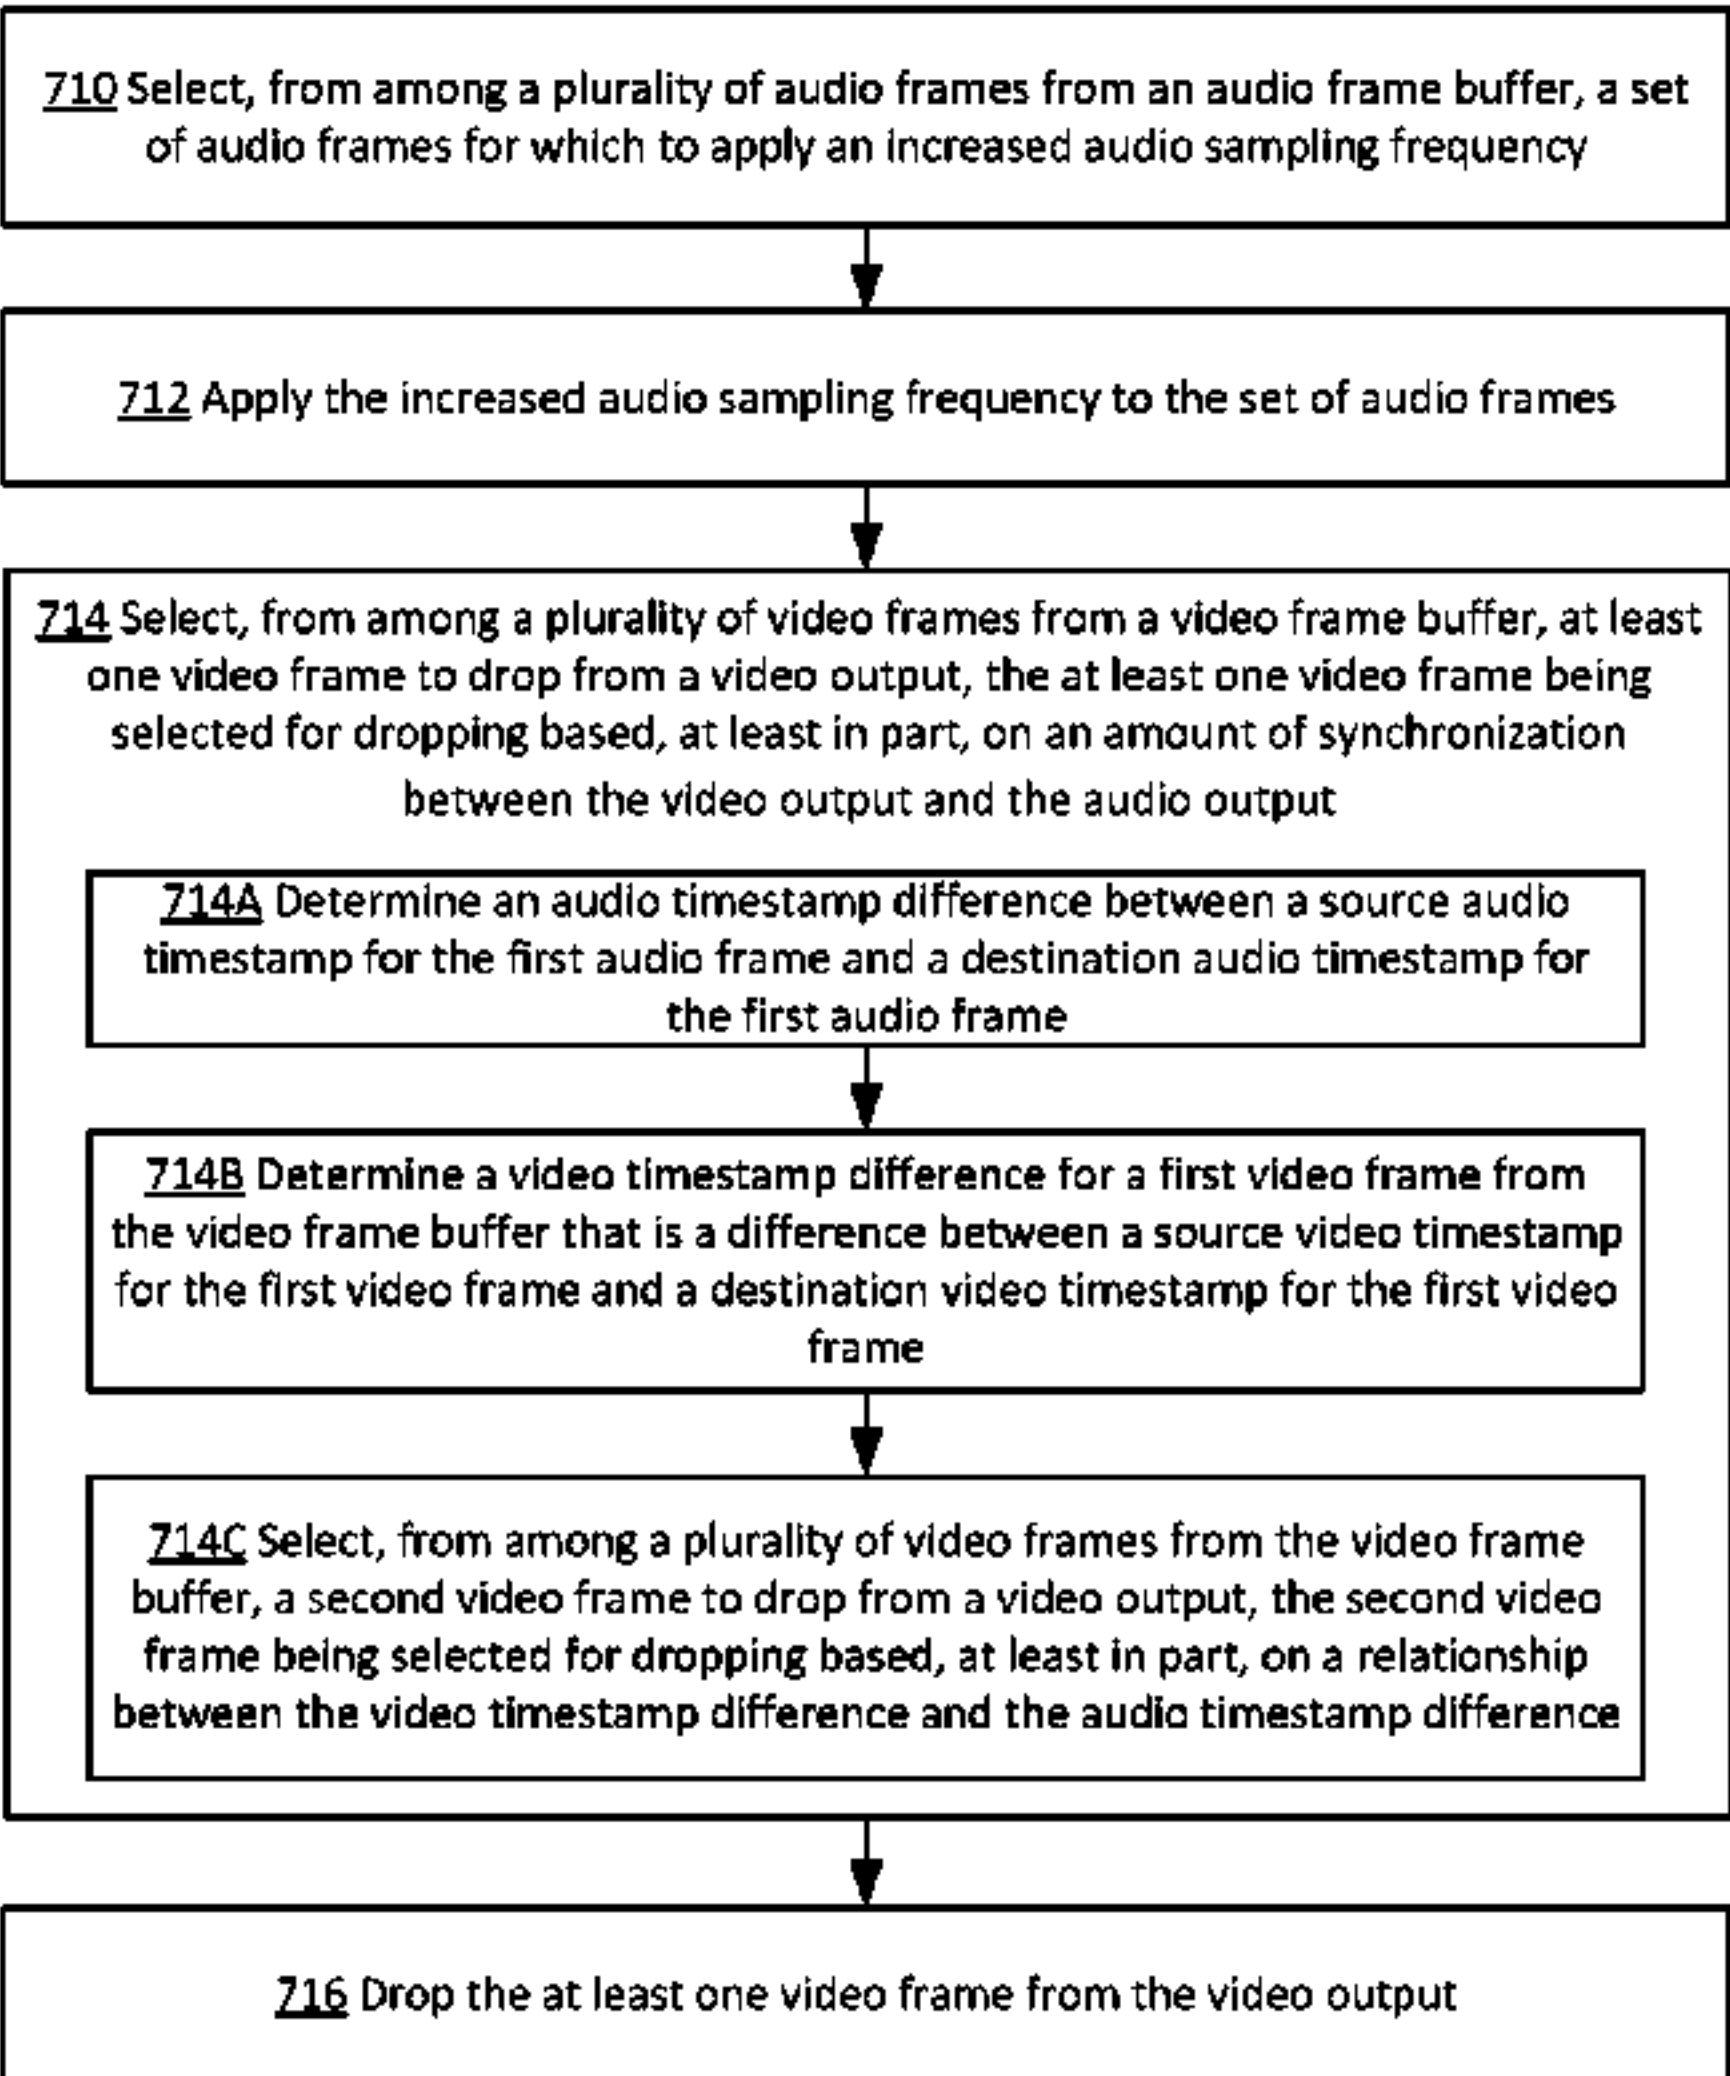 710 Select, from among a plurality of audio frames from an audio frame buffer, a set
of audio frames for which to apply an increased audio sampling frequency
712 Apply the increased audio sampling frequency to the set of audio frames
714 Select, from among a plurality of video frames from a video frame buffer, at least
one video frame to drop from a video output, the at least one video frame being
selected for dropping based, at least in part, on an amount of synchronization
between the video output and the audio output
714A Determine an audio timestamp difference between a source audio
timestamp for the first audio frame and a destination audio timestamp for
the first audio frame
714B Determine a video timestamp difference for a first video frame from
the video frame buffer that is a difference between a source video timestamp
for the first video frame and a destination video timestamp for the first video
frame
714C Select, from among a plurality of video frames from the video frame
buffer, a second video frame to drop from a video output, the second video
frame being selected for dropping based, at least in part, on a relationship
between the video timestamp difference and the audio timestamp difference
716 Drop the at least one video frame from the video output